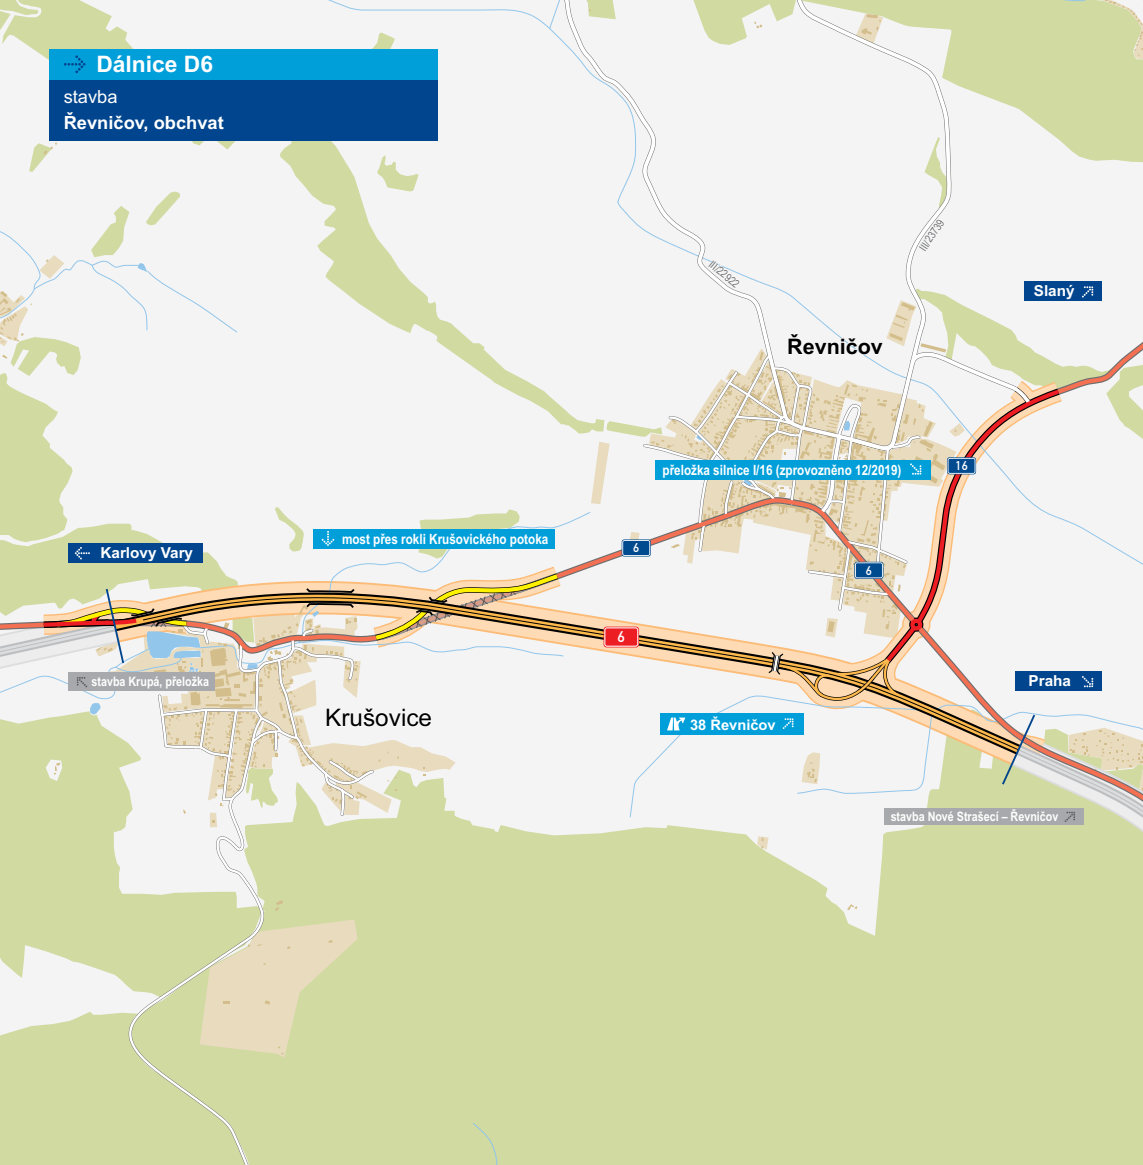 Dálnice D6
stavba
Řevničov, obchvat
III/23739
III/22922
Slaný
Řevničov
přeložka silnice I/16 (zprovozněno 12/2019)
16
most přes rokli Krušovického potoka
6
Karlovy Vary
6
6
stavba Krupá, přeložka
Praha
Krušovice
38 Řevničov
stavba Nové Strašecí – Řevničov